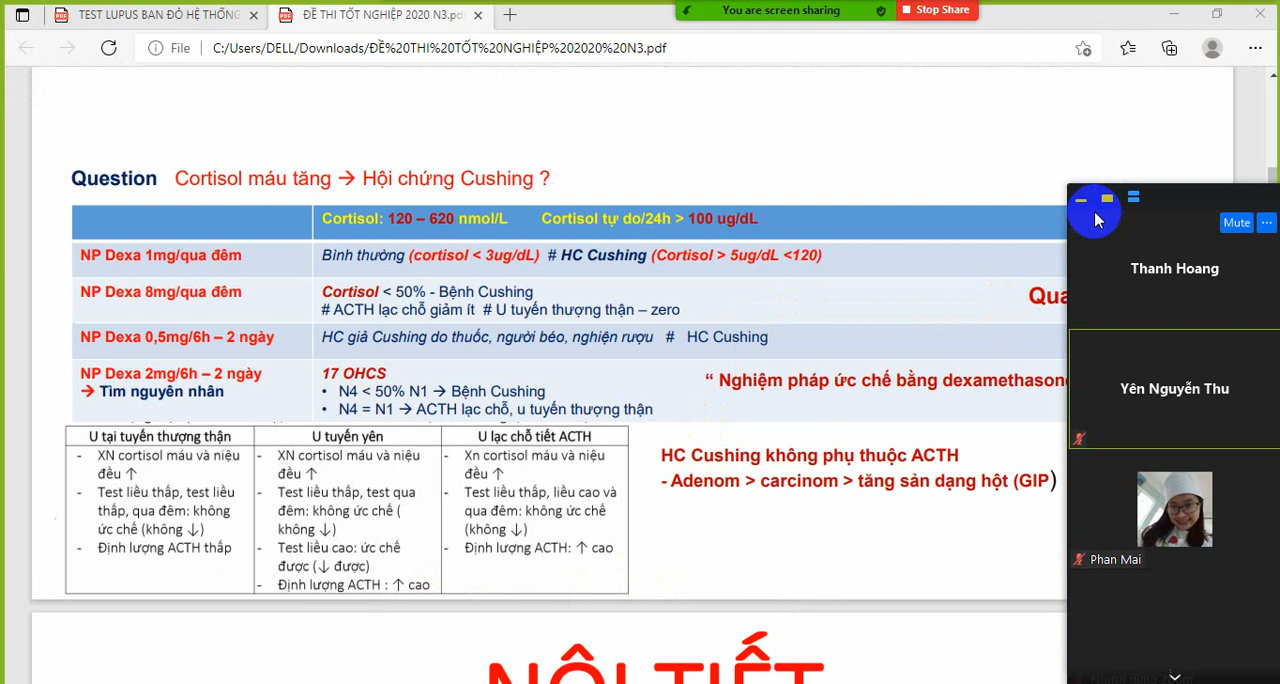 TEST LUPUS BAN ĐỎ HỆ THỐNG
ĐỀ THI TỐT NGHIỆP 2020 N3.pd
You are screen sharing
Stop Share
File
C:/Users/DELL/Downloads/ĐỀ%20THI%20TỐT%20NGHIỆP%202020%20N3.pdf
Question Cortisol máu tăng → Hội chứng Cushing ?
Cortisol: 120 – 620 nmol/L Cortisol tự do/24h > 100 ug/dL
NP Dexa 1mg/qua đêm
Bình thường (cortisol < 3ug/dL) # HC Cushing (Cortisol > 5ug/dL <120)
NP Dexa 8mg/qua đêm
Cortisol < 50% - Bệnh Cushing
# ACTH lạc chỗ giảm ít # U tuyến thượng thận – zero
Qua
NP Dexa 0,5mg/6h – 2 ngày
HC giả Cushing do thuốc, người béo, nghiện rượu # HC Cushing
NP Dexa 2mg/6h – 2 ngày
→ Tìm nguyên nhân
17 OHCS
• N4 < 50% N1 → Bệnh Cushing
• N4 = N1 → ACTH lạc chỗ, u tuyến thượng thận
“ Nghiệm pháp ức chế bằng dexamethason
U tại tuyến thượng thận
- XN cortisol máu và niệu
đều ↑
- Test liều thấp, test liều
thấp, qua đêm: không
ức chế (không ↓)
- Định lượng ACTH thấp
U tuyến yên
- XN cortisol máu và niệu
đều ↑
- Test liều thấp, test qua
đêm: không ức chế (
không ↓)
- Test liều cao: ức chế
được (↓ được)
- Định lượng ACTH : ↑ cao
U lạc chỗ tiết ACTH
- Xn cortisol máu và niệu
đều ↑
- Test liều thấp, liều cao và
qua đêm: không ức chế
(không ↓)
- Định lượng ACTH: ↑ cao
HC Cushing không phụ thuộc ACTH
- Adenom > carcinom > tăng sản dạng hột (GIP)
NỘI TIẾT
Mute
Thanh Hoang
Yên Nguyễn Thu
Phan Mai